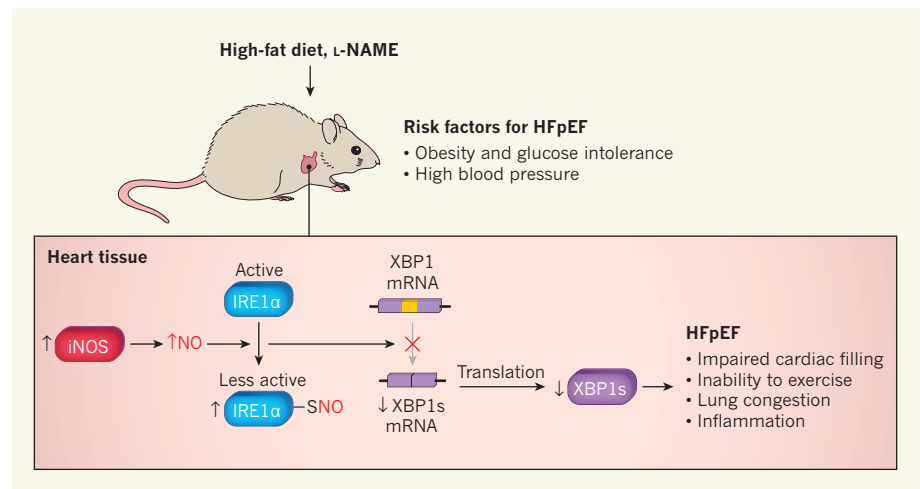 High-fat diet, L-NAME
Risk factors for HFpEF
• Obesity and glucose intolerance
• High blood pressure
Heart tissue
Active
IRE1α
XBP1
mRNA
↑ iNOS
↑NO
Less active
↑ IRE1α SNO
↓ XBP1s
mRNA
Translation
↓ XBP1s
HFpEF
• Impaired cardiac filling
• Inability to exercise
• Lung congestion
• Inflammation